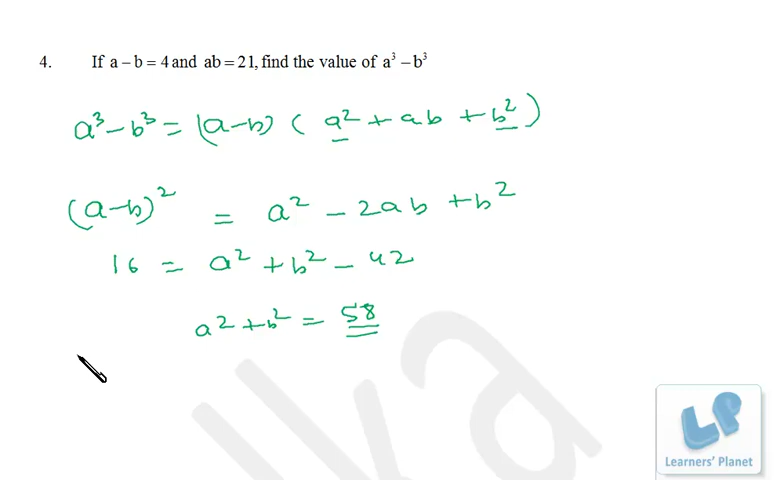 4. If a – b = 4 and ab = 21, find the value of a³ – b³
a³ – b³ = (a–b) ( a² + ab + b² )
(a–b)² = a² – 2ab + b²
16 = a² + b² – 42
a² + b² = 58
LP
Learners' Planet